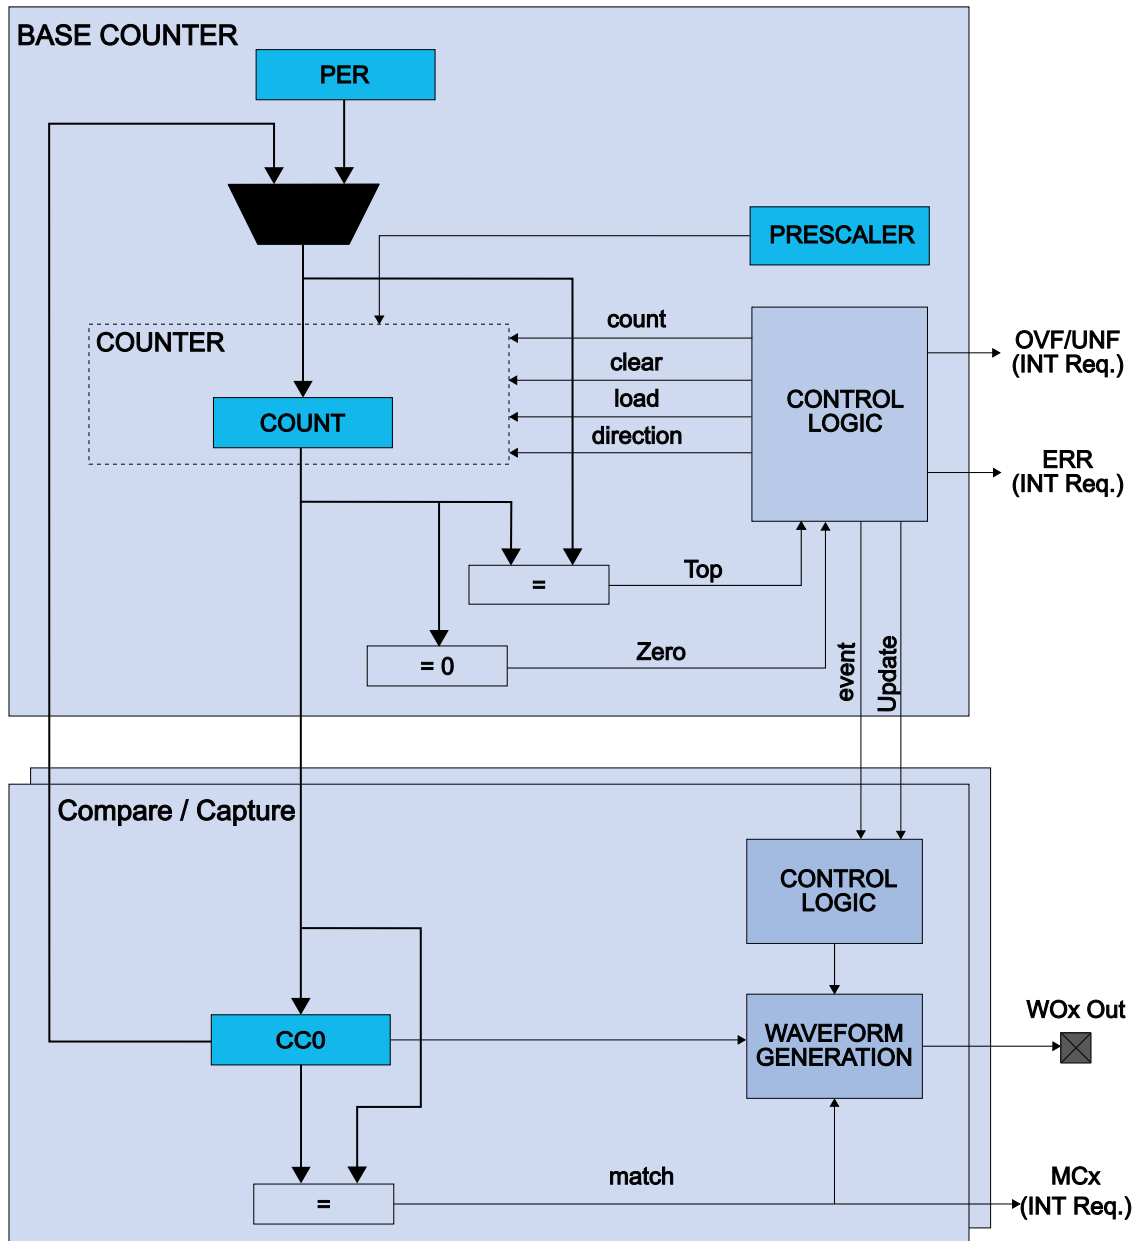 BASE COUNTER
PER
PRESCALER
COUNTER
count
clear
load
direction
COUNT
CONTROL
LOGIC
OVF/UNF
(INT Req.)
ERR
(INT Req.)
=
Top
= 0
Zero
event
Update
Compare / Capture
CONTROL
LOGIC
CC0
WAVEFORM
GENERATION
WOx Out
=
match
MCx
(INT Req.)